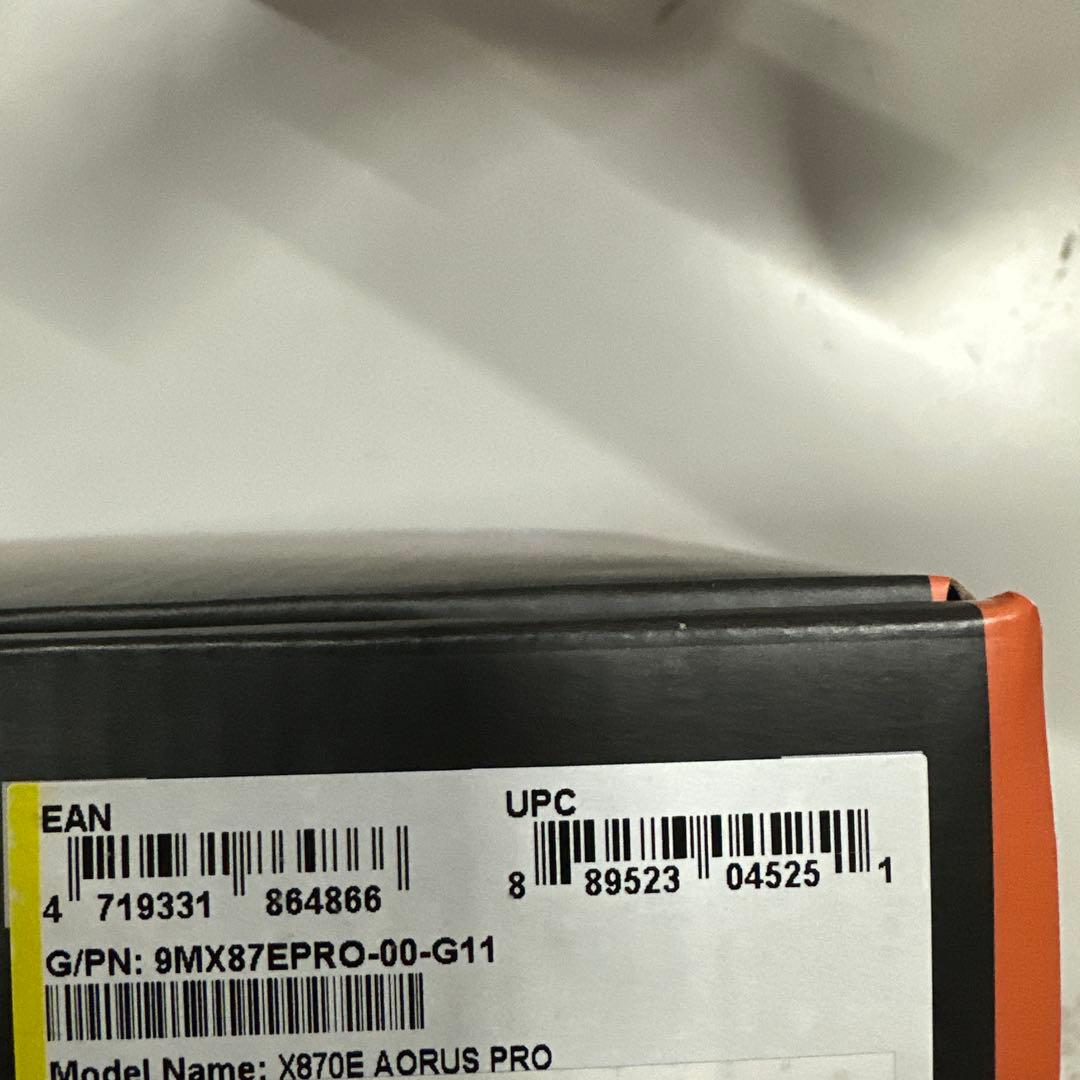 EAN
UPC
4 719331 864866
8 89523 04525 1
G/PN: 9MX87EPRO-00-G11
Model Name: X870E AORUS PRO